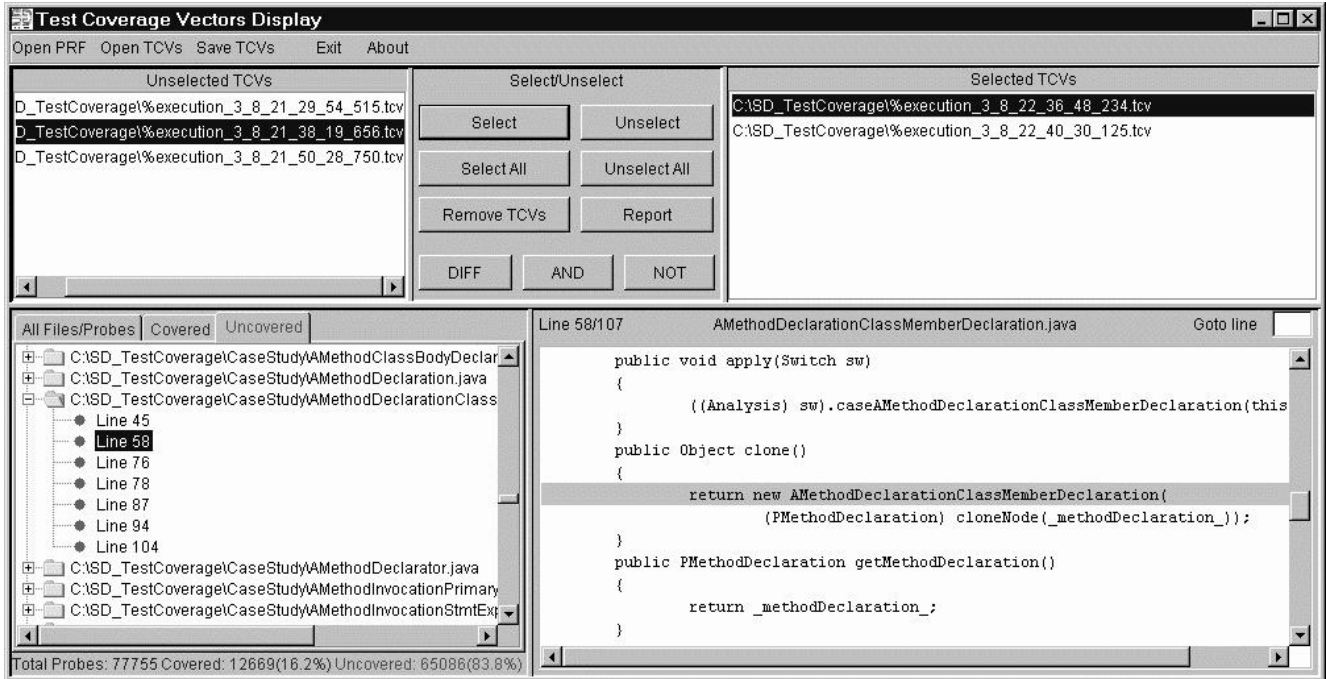 Test Coverage Vectors Display
Open PRF Open TCVs Save TCVs Exit About
Unselected TCVs
D_TestCoverage\%execution_3_8_21_29_54_515.tcv
D_TestCoverage\%execution_3_8_21_38_19_656.tcv
D_TestCoverage\%execution_3_8_21_50_28_750.tcv
Select/Unselect
Select Unselect
Select All Unselect All
Remove TCVs Report
DIFF AND NOT
Selected TCVs
C:\SD_TestCoverage\%execution_3_8_22_36_48_234.tcv
C:\SD_TestCoverage\%execution_3_8_22_40_30_125.tcv
All Files/Probes Covered Uncovered
C:\SD_TestCoverage\CaseStudy\AMethodClassBodyDeclar
C:\SD_TestCoverage\CaseStudy\AMethodDeclaration.java
C:\SD_TestCoverage\CaseStudy\AMethodDeclarationClass
Line 45
Line 58
Line 76
Line 78
Line 87
Line 94
Line 104
C:\SD_TestCoverage\CaseStudy\AMethodDeclarator.java
C:\SD_TestCoverage\CaseStudy\AMethodInvocationPrimary
C:\SD_TestCoverage\CaseStudy\AMethodInvocationStmtExp
Total Probes: 77755 Covered: 12669(16.2%) Uncovered: 65086(83.8%)
Line 58/107 AMethodDeclarationClassMemberDeclaration.java Goto line
public void apply(Switch sw)
{
((Analysis) sw).caseAMethodDeclarationClassMemberDeclaration(this
}
public Object clone()
{
return new AMethodDeclarationClassMemberDeclaration(
(PMethodDeclaration) cloneNode(_methodDeclaration_));
}
public PMethodDeclaration getMethodDeclaration()
{
return _methodDeclaration_;
}